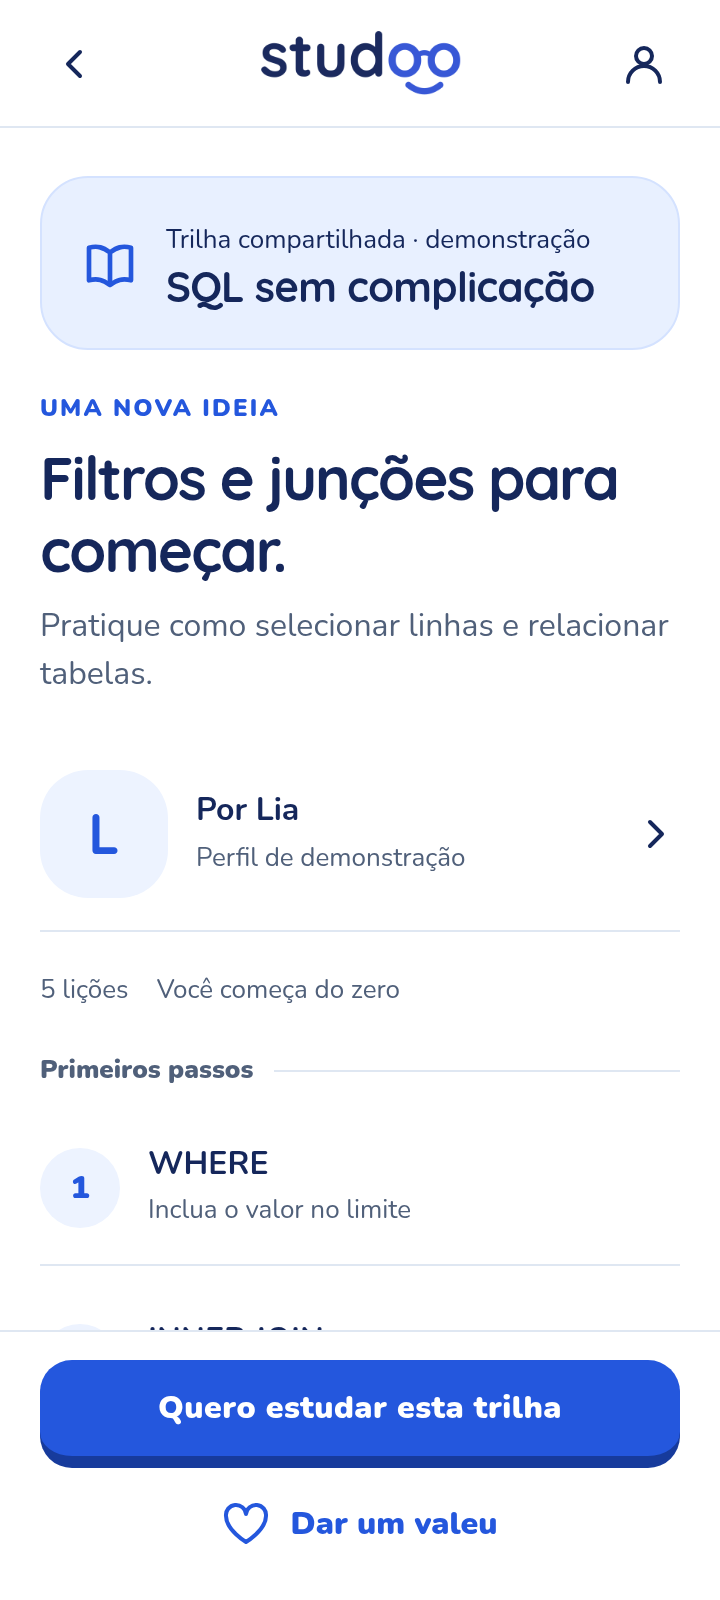 studoo
Trilha compartilhada · demonstração
SQL sem complicação
UMA NOVA IDEIA
Filtros e junções para
começar.
Pratique como selecionar linhas e relacionar
tabelas.
L
Por Lia
Perfil de demonstração
5 lições Você começa do zero
Primeiros passos
1
WHERE
Inclua o valor no limite
Quero estudar esta trilha
Dar um valeu